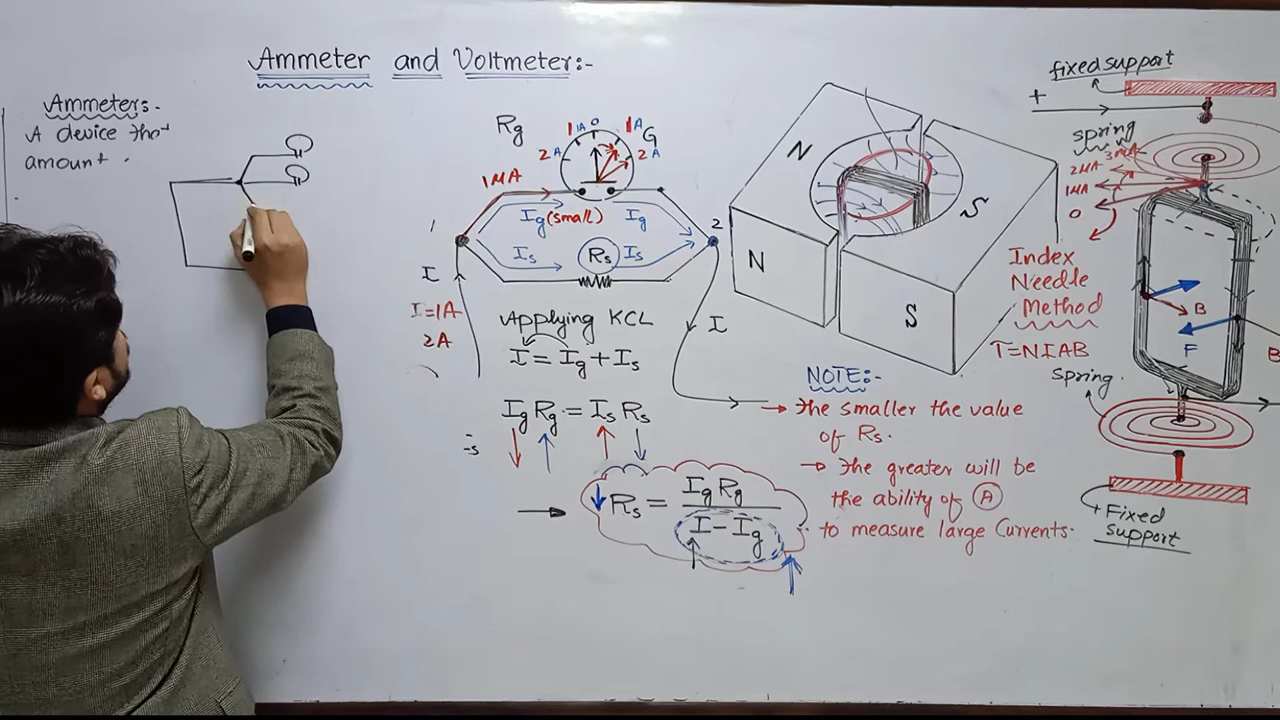 Ammeter and Voltmeter:-
Ammeters:-
A device that
amount.
Rg
2A
1A
1A
0
1A
G
2A
1MA
Ig (small)
Ig
1
2
Is
Rs
Is
I
I=1A
2A
I
Applying KCL
I = Ig + Is
Ig Rg = Is Rs
Rs = Ig Rg
I - Ig
N
S
N
S
NOTE:-
→ The smaller the value
of Rs.
→ The greater will be
the ability of A
to measure large Currents.
fixed support
+
spring
3MA
2MA
1MA
0
Index
Needle
Method
τ=NIAB
B
F
B
Spring.
Fixed
support